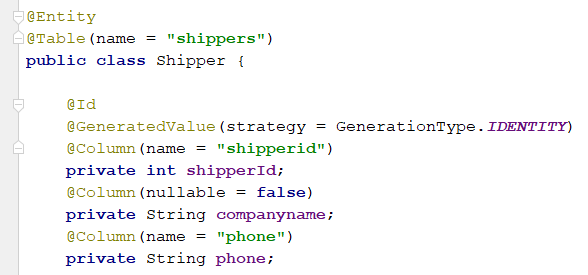 @Entity
@Table(name = "shippers")
public class Shipper {
@Id
@GeneratedValue(strategy = GenerationType.IDENTITY)
@Column(name = "shipperid")
private int shipperId;
@Column(nullable = false)
private String companyname;
@Column(name = "phone")
private String phone;